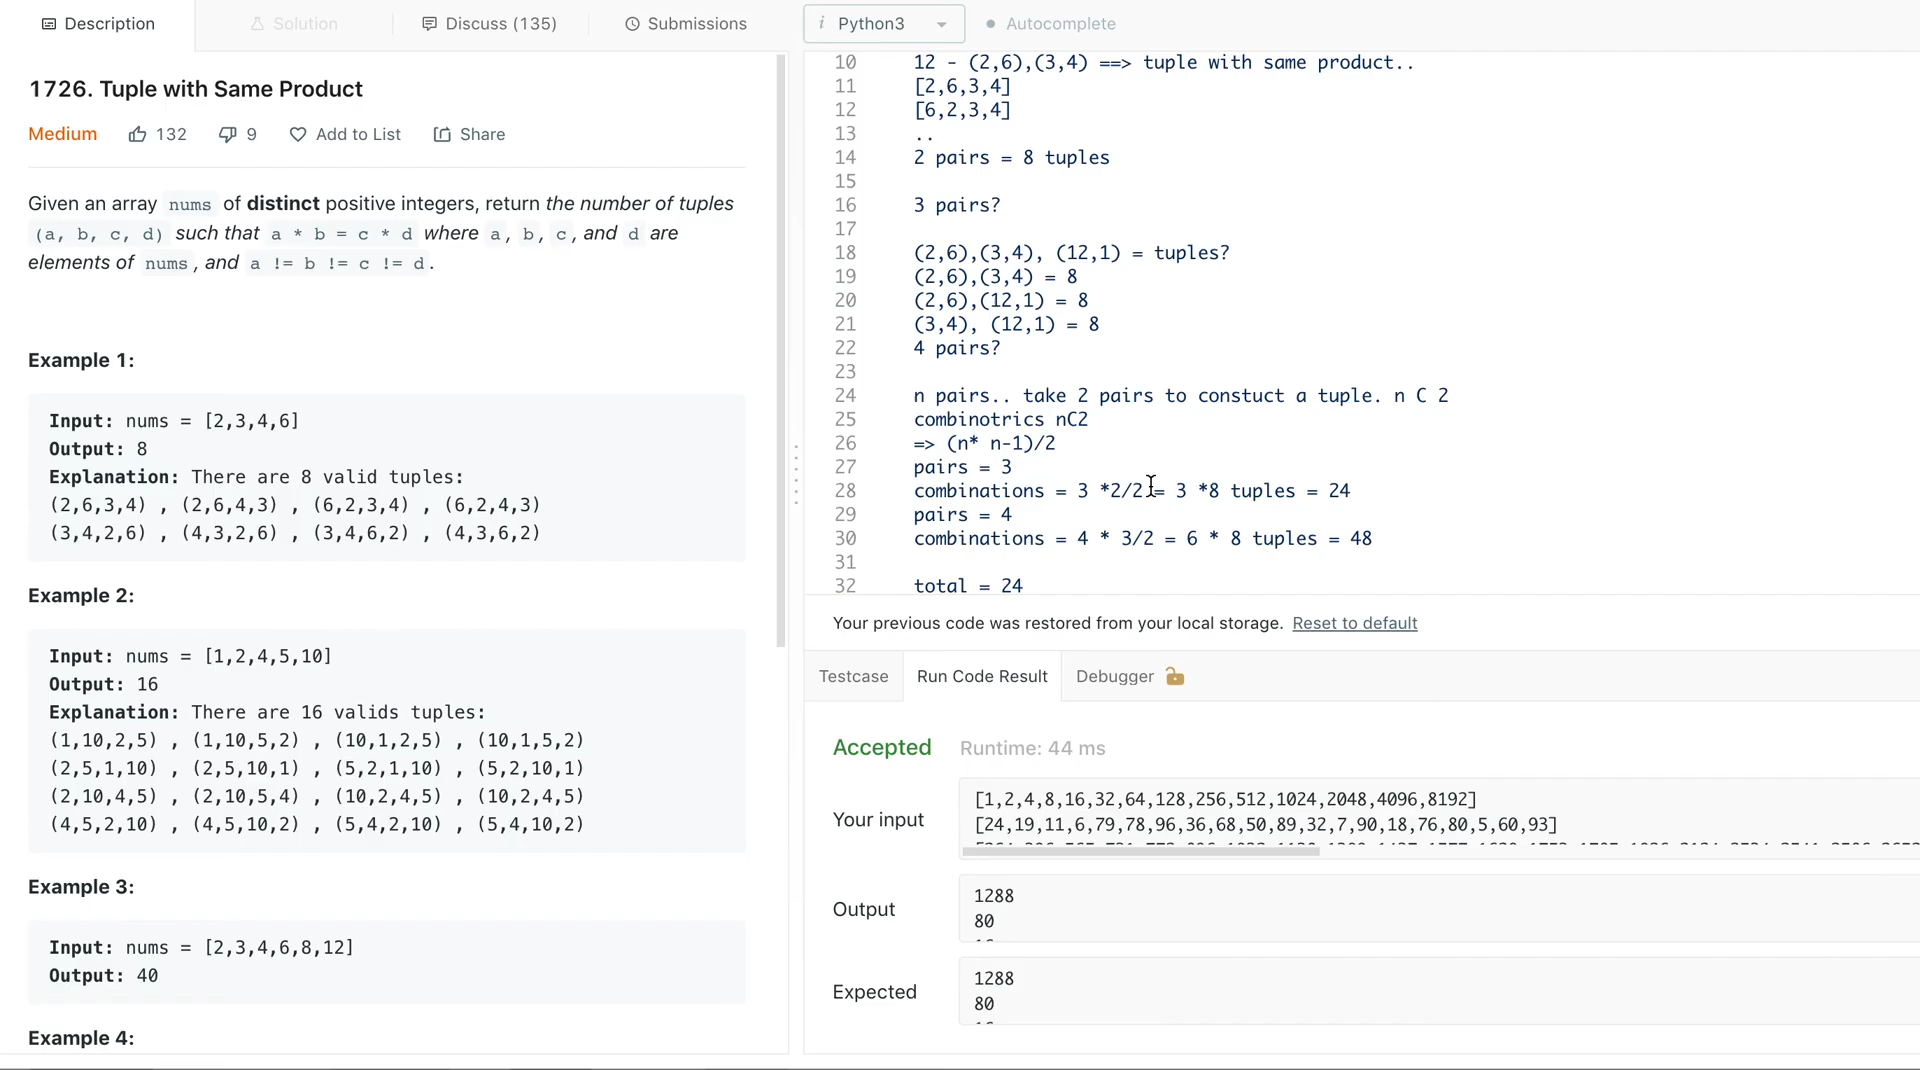 Description
Solution
Discuss (135)
Submissions
i Python3
Autocomplete
1726. Tuple with Same Product
Medium 132 9 Add to List Share
Given an array nums of distinct positive integers, return the number of tuples
(a, b, c, d) such that a * b = c * d where a, b, c, and d are
elements of nums, and a != b != c != d.
Example 1:
Input: nums = [2,3,4,6]
Output: 8
Explanation: There are 8 valid tuples:
(2,6,3,4) , (2,6,4,3) , (6,2,3,4) , (6,2,4,3)
(3,4,2,6) , (4,3,2,6) , (3,4,6,2) , (4,3,6,2)
Example 2:
Input: nums = [1,2,4,5,10]
Output: 16
Explanation: There are 16 valids tuples:
(1,10,2,5) , (1,10,5,2) , (10,1,2,5) , (10,1,5,2)
(2,5,1,10) , (2,5,10,1) , (5,2,1,10) , (5,2,10,1)
(2,10,4,5) , (2,10,5,4) , (10,2,4,5) , (10,2,4,5)
(4,5,2,10) , (4,5,10,2) , (5,4,2,10) , (5,4,10,2)
Example 3:
Input: nums = [2,3,4,6,8,12]
Output: 40
Example 4:
10 12 - (2,6),(3,4) ==> tuple with same product..
11 [2,6,3,4]
12 [6,2,3,4]
13 ..
14 2 pairs = 8 tuples
15
16 3 pairs?
17
18 (2,6),(3,4), (12,1) = tuples?
19 (2,6),(3,4) = 8
20 (2,6),(12,1) = 8
21 (3,4), (12,1) = 8
22 4 pairs?
23
24 n pairs.. take 2 pairs to constuct a tuple. n C 2
25 combinotrics nC2
26 => (n* n-1)/2
27 pairs = 3
28 combinations = 3 *2/2 = 3 *8 tuples = 24
29 pairs = 4
30 combinations = 4 * 3/2 = 6 * 8 tuples = 48
31
32 total = 24
Your previous code was restored from your local storage. Reset to default
Testcase
Run Code Result
Debugger
Accepted Runtime: 44 ms
Your input
[1,2,4,8,16,32,64,128,256,512,1024,2048,4096,8192]
[24,19,11,6,79,78,96,36,68,50,89,32,7,90,18,76,80,5,60,93]
Output
1288
80
Expected
1288
80